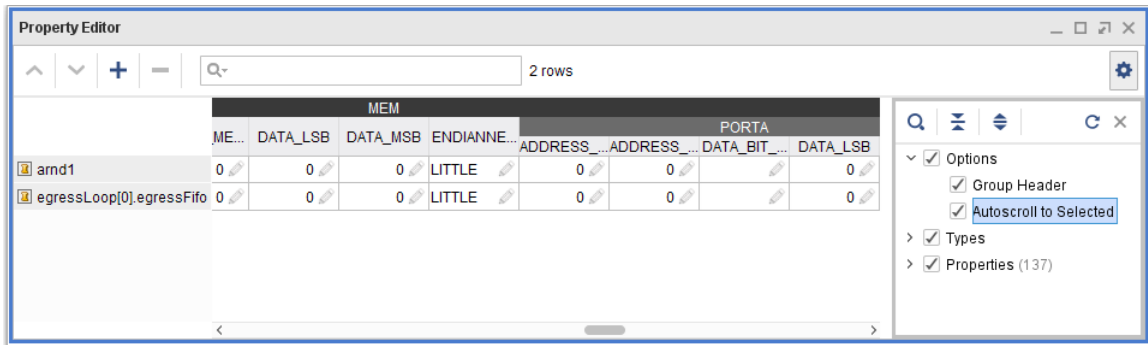 Property Editor
2 rows
MEM
ME... DATA_LSB DATA_MSB ENDIANNE...
PORTA
ADDRESS_... ADDRESS_... DATA_BIT_... DATA_LSB
arnd1 0 0 0 LITTLE 0 0 0
egressLoop[0].egressFifo 0 0 0 LITTLE 0 0 0
Options
Group Header
Autoscroll to Selected
Types
Properties (137)